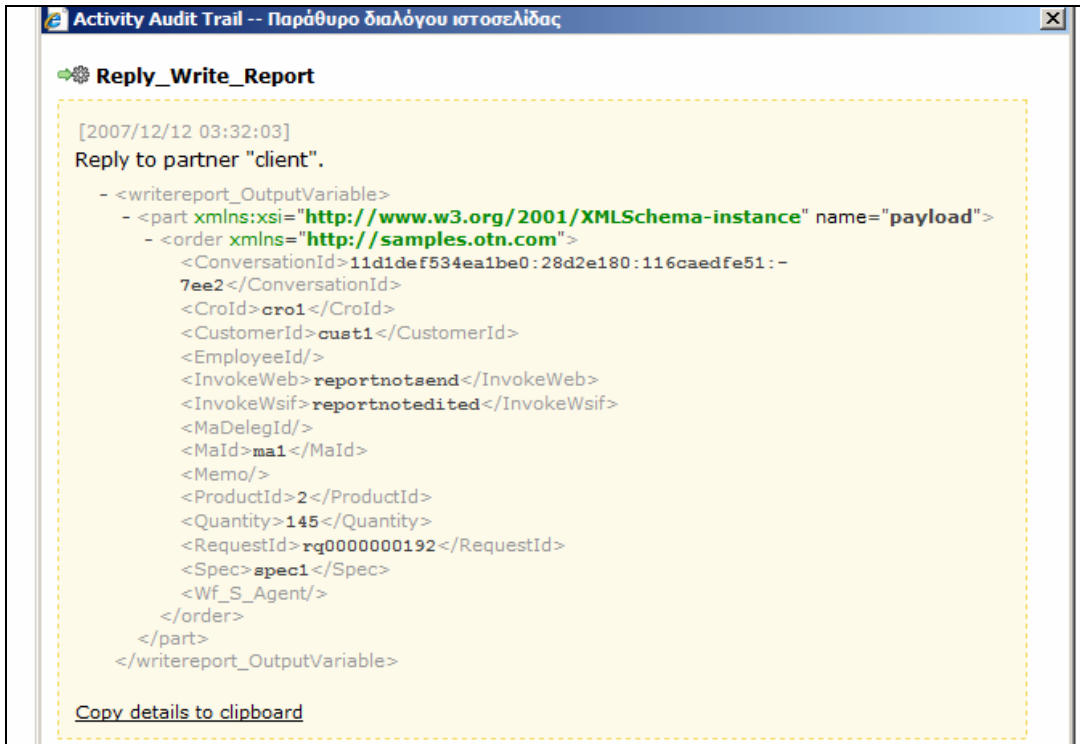 Activity Audit Trail -- Παράθυρο διαλόγου ιστοσελίδας
Reply_Write_Report
[2007/12/12 03:32:03]
Reply to partner "client".
- <writereport_OutputVariable>
- <part xmlns:xsi="http://www.w3.org/2001/XMLSchema-instance" name="payload">
- <order xmlns="http://samples.otn.com">
<ConversationId>11d1def534ea1be0:28d2e180:116caedfe51:-
7ee2</ConversationId>
<CroId>cro1</CroId>
<CustomerId>cust1</CustomerId>
<EmployeeId/>
<InvokeWeb>reportnotsend</InvokeWeb>
<InvokeWsif>reportnotedited</InvokeWsif>
<MaDelegId/>
<MaId>ma1</MaId>
<Memo/>
<ProductId>2</ProductId>
<Quantity>145</Quantity>
<RequestId>rq0000000192</RequestId>
<Spec>spec1</Spec>
<Wf_S_Agent/>
</order>
</part>
</writereport_OutputVariable>
Copy details to clipboard